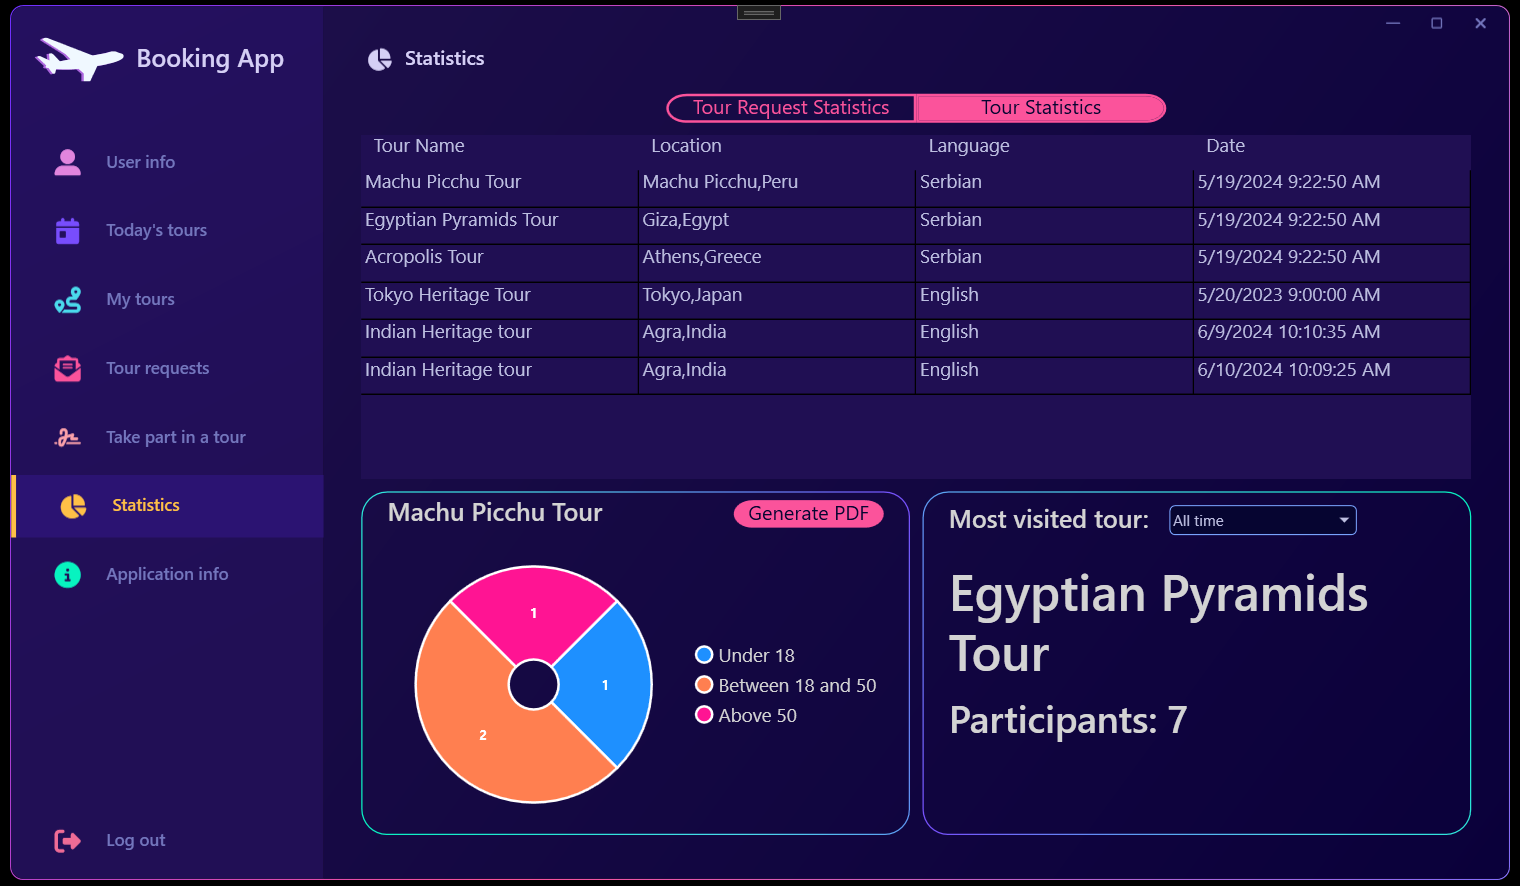 Booking App
User info
Today's tours
My tours
Tour requests
Take part in a tour
Statistics
Application info
Log out
Statistics
Tour Request Statistics Tour Statistics
Tour Name Location Language Date
Machu Picchu Tour Machu Picchu,Peru Serbian 5/19/2024 9:22:50 AM
Egyptian Pyramids Tour Giza,Egypt Serbian 5/19/2024 9:22:50 AM
Acropolis Tour Athens,Greece Serbian 5/19/2024 9:22:50 AM
Tokyo Heritage Tour Tokyo,Japan English 5/20/2023 9:00:00 AM
Indian Heritage tour Agra,India English 6/9/2024 10:10:35 AM
Indian Heritage tour Agra,India English 6/10/2024 10:09:25 AM
Machu Picchu Tour Generate PDF
1
1
2
Under 18
Between 18 and 50
Above 50
Most visited tour: All time
Egyptian Pyramids
Tour
Participants: 7